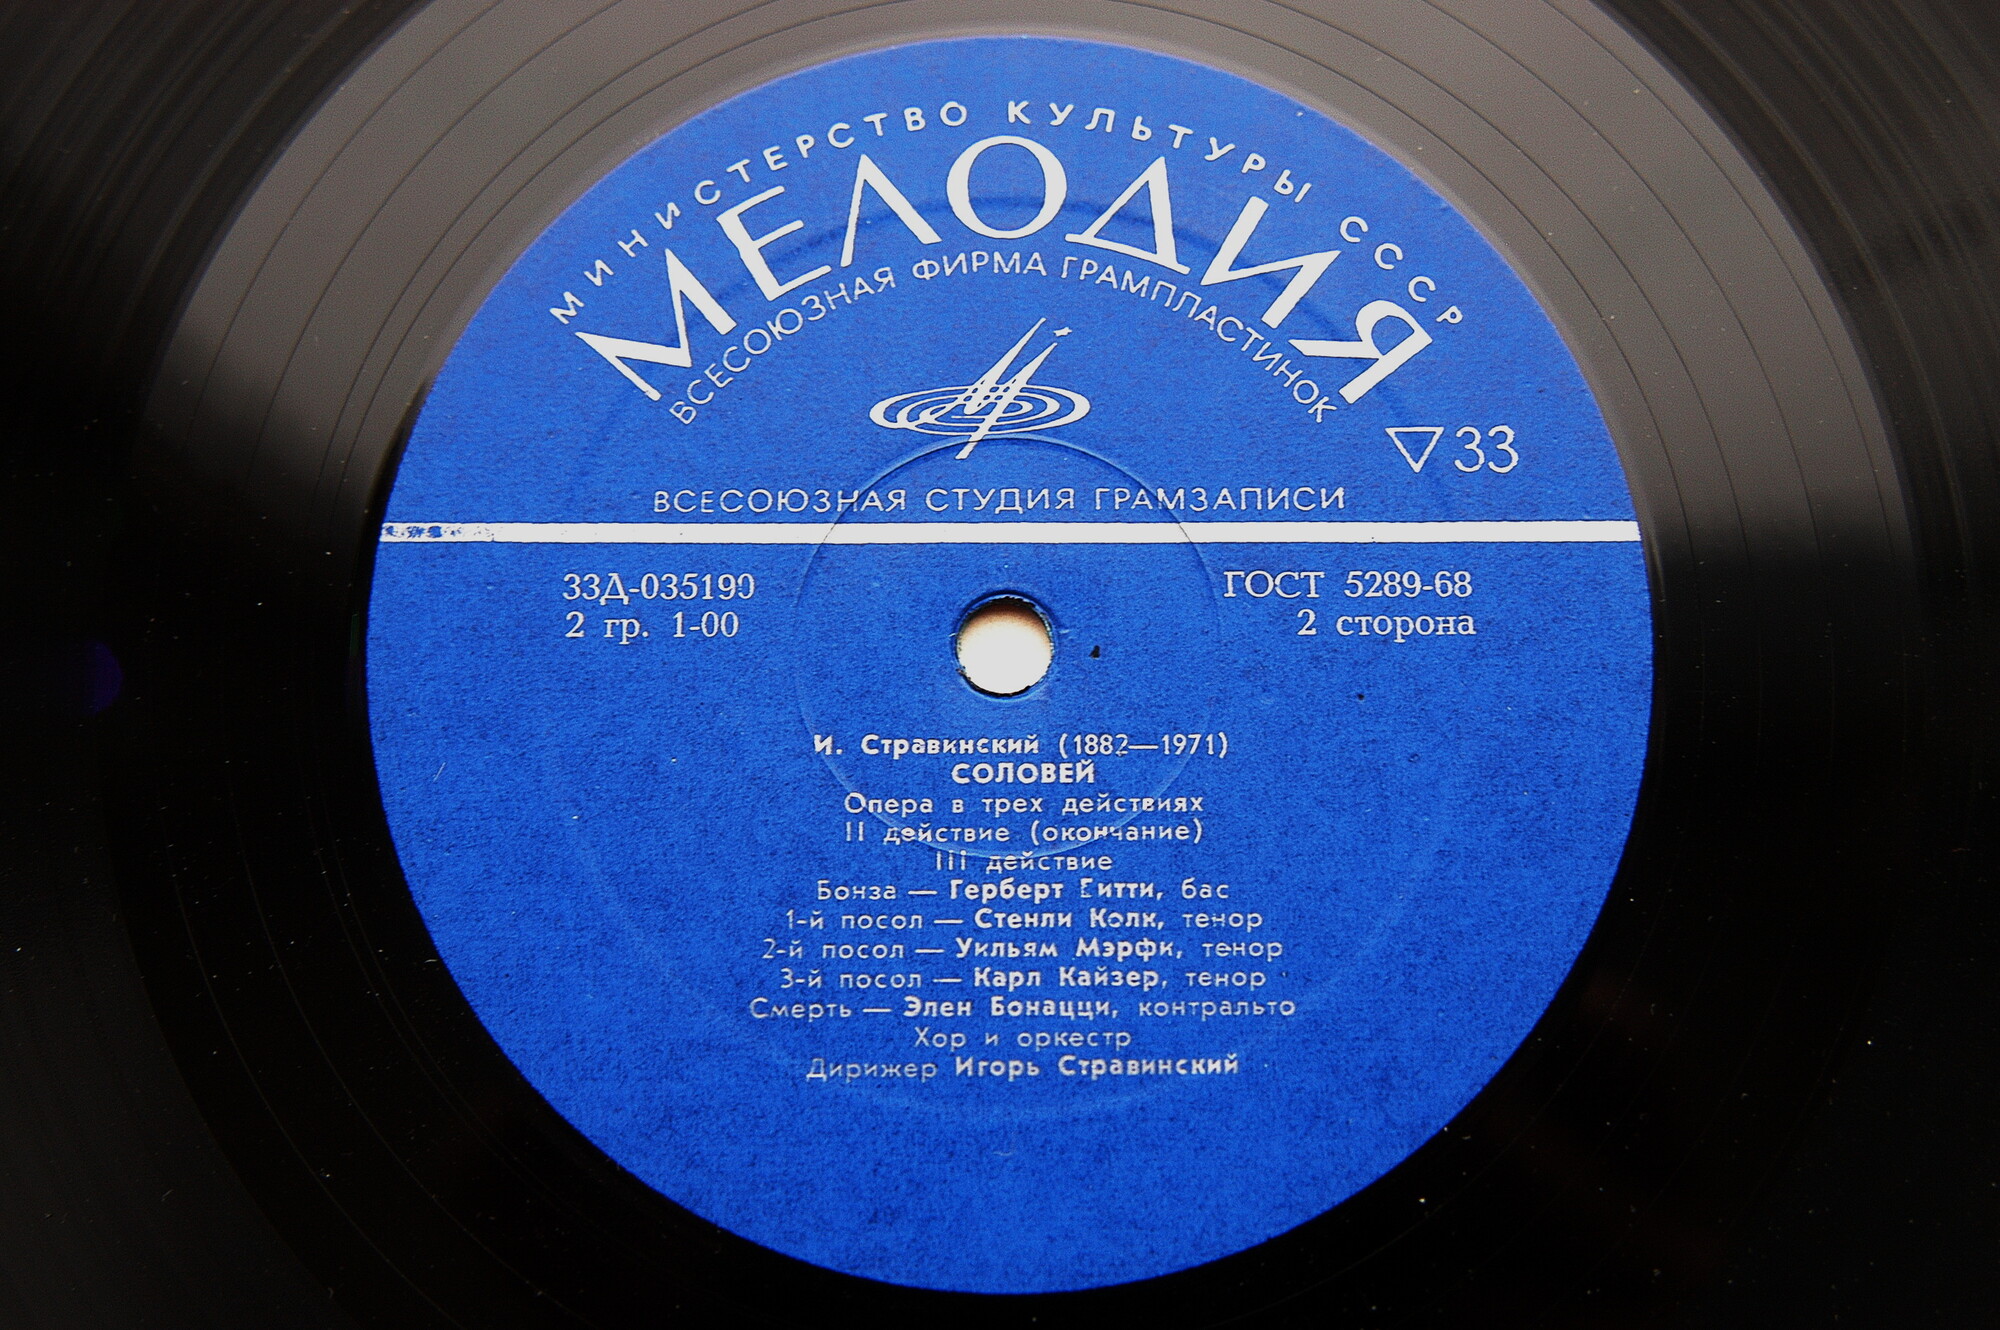 МИНИСТЕРСТВО КУЛЬТУРЫ СССР
МЕЛОДИЯ
ВСЕСОЮЗНАЯ ФИРМА ГРАМПЛАСТИНОК
▽33
ВСЕСОЮЗНАЯ СТУДИЯ ГРАМЗАПИСИ
33Д-035190 ГОСТ 5289-68
2 гр. 1-00 2 сторона
И. Стравинский (1882—1971)
СОЛОВЕЙ
Опера в трех действиях
II действие (окончание)
III действие
Бонза — Герберт Битти, бас
1-й посол — Стенли Колк, тенор
2-й посол — Уильям Мэрфи, тенор
3-й посол — Карл Кайзер, тенор
Смерть — Элен Бонацци, контральто
Хор и оркестр
Дирижер Игорь Стравинский